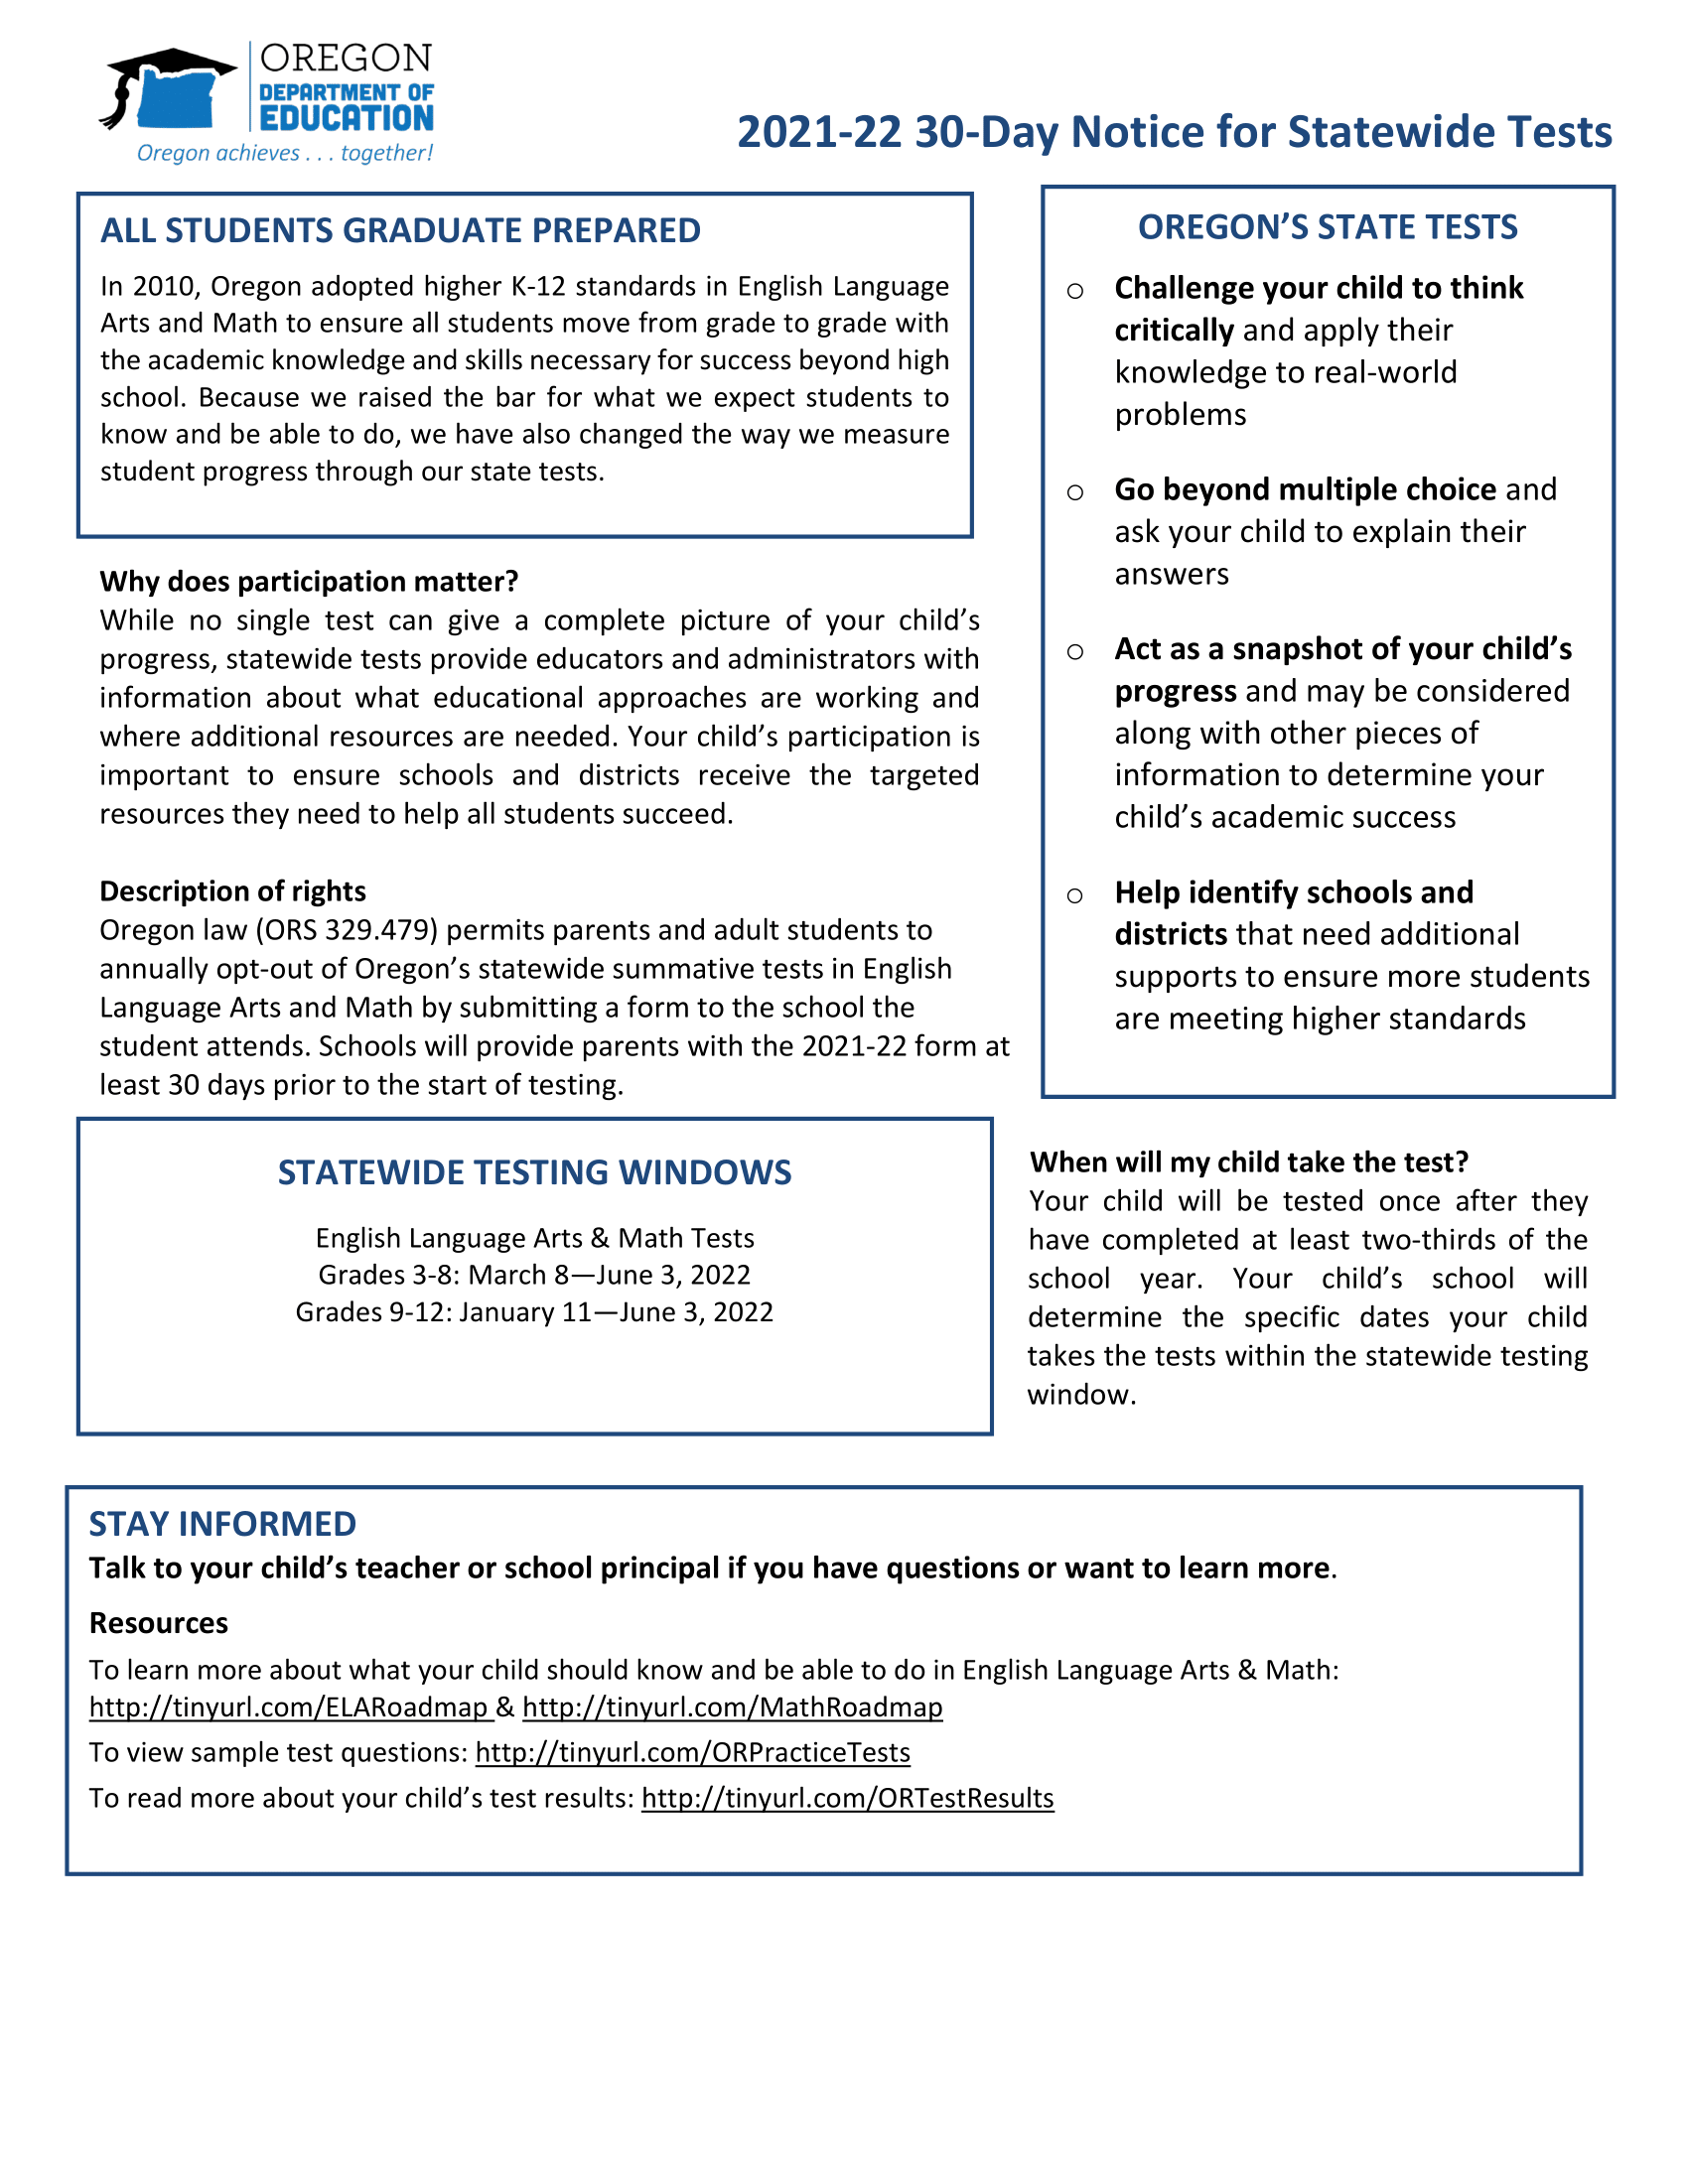 OREGON
DEPARTMENT OF
EDUCATION
Oregon achieves . . . together!
2021-22 30-Day Notice for Statewide Tests
ALL STUDENTS GRADUATE PREPARED
In 2010, Oregon adopted higher K-12 standards in English Language
Arts and Math to ensure all students move from grade to grade with
the academic knowledge and skills necessary for success beyond high
school. Because we raised the bar for what we expect students to
know and be able to do, we have also changed the way we measure
student progress through our state tests.
Why does participation matter?
While no single test can give a complete picture of your child’s
progress, statewide tests provide educators and administrators with
information about what educational approaches are working and
where additional resources are needed. Your child’s participation is
important to ensure schools and districts receive the targeted
resources they need to help all students succeed.
Description of rights
Oregon law (ORS 329.479) permits parents and adult students to
annually opt-out of Oregon’s statewide summative tests in English
Language Arts and Math by submitting a form to the school the
student attends. Schools will provide parents with the 2021-22 form at
least 30 days prior to the start of testing.
OREGON’S STATE TESTS
o Challenge your child to think
critically and apply their
knowledge to real-world
problems
o Go beyond multiple choice and
ask your child to explain their
answers
o Act as a snapshot of your child’s
progress and may be considered
along with other pieces of
information to determine your
child’s academic success
o Help identify schools and
districts that need additional
supports to ensure more students
are meeting higher standards
STATEWIDE TESTING WINDOWS
English Language Arts & Math Tests
Grades 3-8: March 8—June 3, 2022
Grades 9-12: January 11—June 3, 2022
When will my child take the test?
Your child will be tested once after they
have completed at least two-thirds of the
school year. Your child’s school will
determine the specific dates your child
takes the tests within the statewide testing
window.
STAY INFORMED
Talk to your child’s teacher or school principal if you have questions or want to learn more.
Resources
To learn more about what your child should know and be able to do in English Language Arts & Math:
http://tinyurl.com/ELARoadmap & http://tinyurl.com/MathRoadmap
To view sample test questions: http://tinyurl.com/ORPracticeTests
To read more about your child’s test results: http://tinyurl.com/ORTestResults